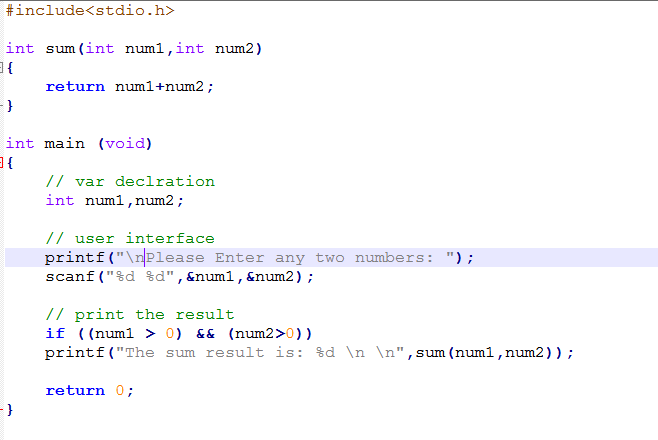 #include<stdio.h>
int sum(int num1,int num2)
{
return num1+num2;
}
int main (void)
{
// var declration
int num1,num2;
// user interface
printf("\nPlease Enter any two numbers: ");
scanf("%d %d",&num1,&num2);
// print the result
if ((num1 > 0) && (num2>0))
printf("The sum result is: %d \n \n",sum(num1,num2));
return 0;
}